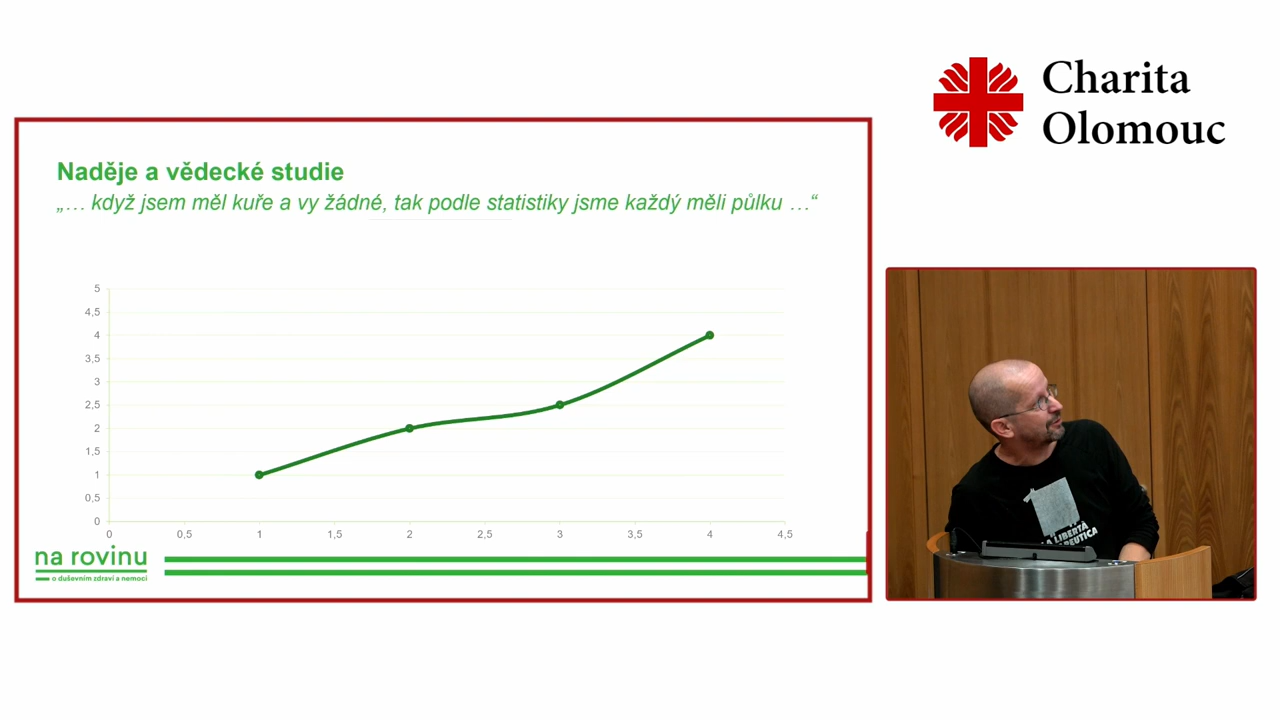 Charita
Olomouc
Naděje a vědecké studie
„… když jsem měl kuře a vy žádné, tak podle statistiky jsme každý měli půlku …“
5
4,5
4
3,5
3
2,5
2
1,5
1
0,5
0
0 0,5 1 1,5 2 2,5 3 3,5 4 4,5
na rovinu
o duševním zdraví a nemoci
LA LIBERTÀ